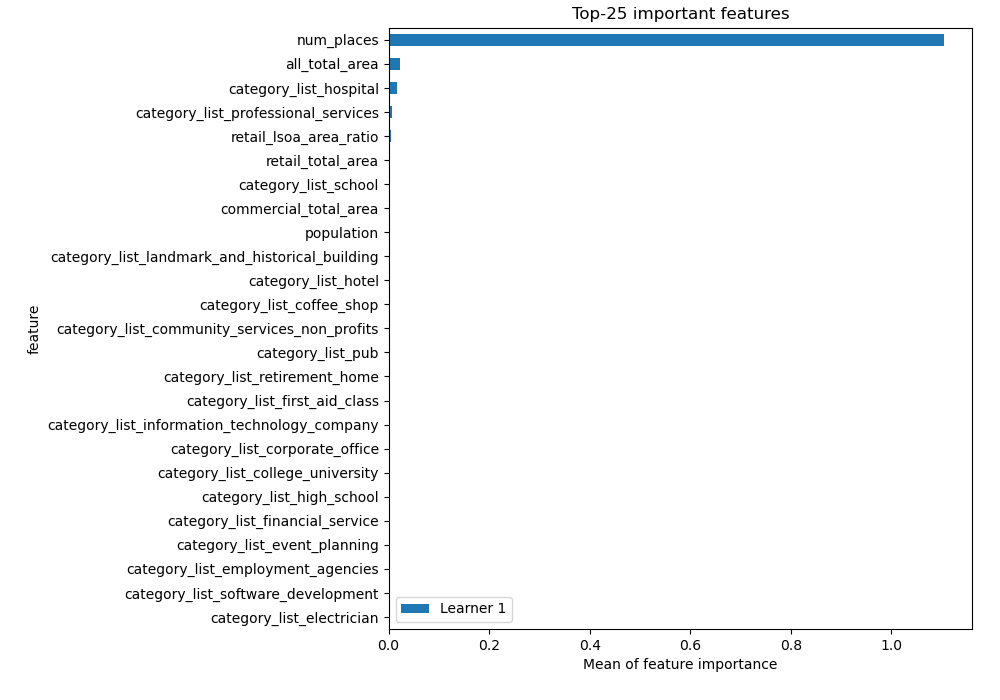 Top-25 important features
num_places
all_total_area
category_list_hospital
category_list_professional_services
retail_lsoa_area_ratio
retail_total_area
category_list_school
commercial_total_area
population
category_list_landmark_and_historical_building
category_list_hotel
category_list_coffee_shop
category_list_community_services_non_profits
category_list_pub
category_list_retirement_home
category_list_first_aid_class
category_list_information_technology_company
category_list_corporate_office
category_list_college_university
category_list_high_school
category_list_financial_service
category_list_event_planning
category_list_employment_agencies
category_list_software_development
category_list_electrician
feature
Learner 1
0.0 0.2 0.4 0.6 0.8 1.0
Mean of feature importance